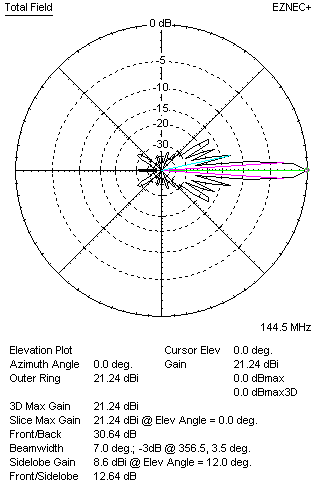 Total Field EZNEC+
0 dB
-5
-10
-15
-20
-30
144.5 MHz
Elevation Plot Cursor Elev 0.0 deg.
Azimuth Angle 0.0 deg. Gain 21.24 dBi
Outer Ring 21.24 dBi 0.0 dBmax
0.0 dBmax3D
3D Max Gain 21.24 dBi
Slice Max Gain 21.24 dBi @ Elev Angle = 0.0 deg.
Front/Back 30.64 dB
Beamwidth 7.0 deg.; -3dB @ 356.5, 3.5 deg.
Sidelobe Gain 8.6 dBi @ Elev Angle = 12.0 deg.
Front/Sidelobe 12.64 dB